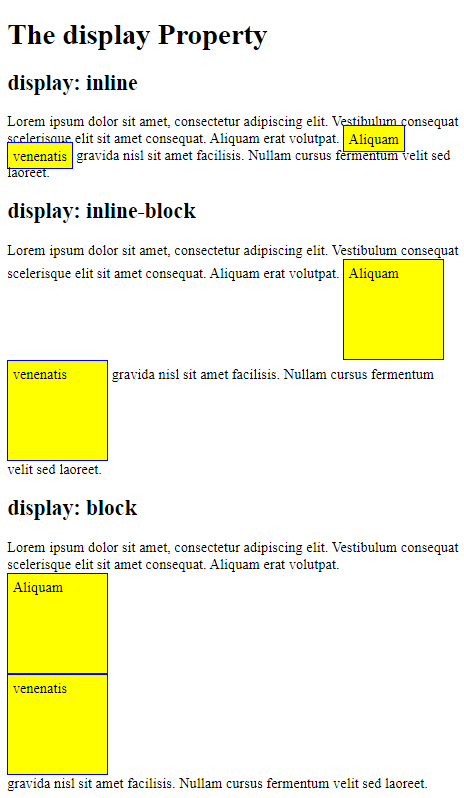 The display Property
display: inline
Lorem ipsum dolor sit amet, consectetur adipiscing elit. Vestibulum consequat
scelerisque elit sit amet consequat. Aliquam erat volutpat. Aliquam
venenatis gravida nisl sit amet facilisis. Nullam cursus fermentum velit sed
laoreet.
display: inline-block
Lorem ipsum dolor sit amet, consectetur adipiscing elit. Vestibulum consequat
scelerisque elit sit amet consequat. Aliquam erat volutpat. Aliquam
venenatis gravida nisl sit amet facilisis. Nullam cursus fermentum
velit sed laoreet.
display: block
Lorem ipsum dolor sit amet, consectetur adipiscing elit. Vestibulum consequat
scelerisque elit sit amet consequat. Aliquam erat volutpat.
Aliquam
venenatis
gravida nisl sit amet facilisis. Nullam cursus fermentum velit sed laoreet.